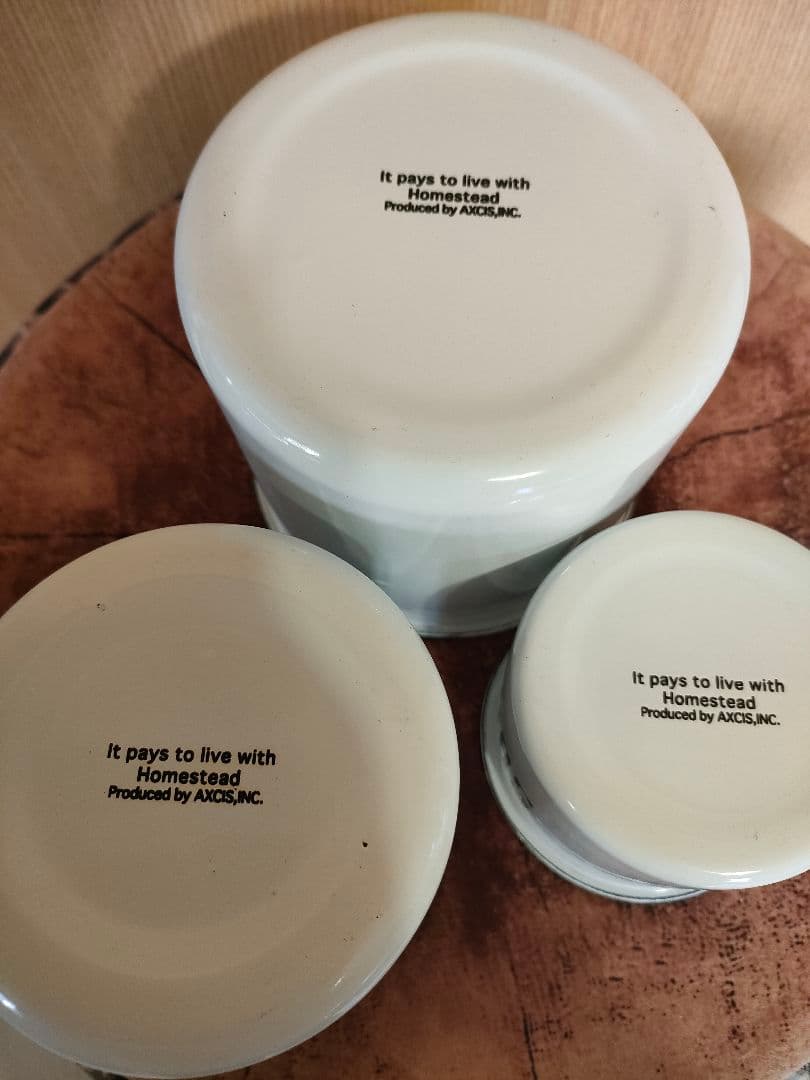 It pays to live with
Homestead
Produced by AXCIS,INC.
It pays to live with
Homestead
Produced by AXCIS,INC.
It pays to live with
Homestead
Produced by AXCIS,INC.